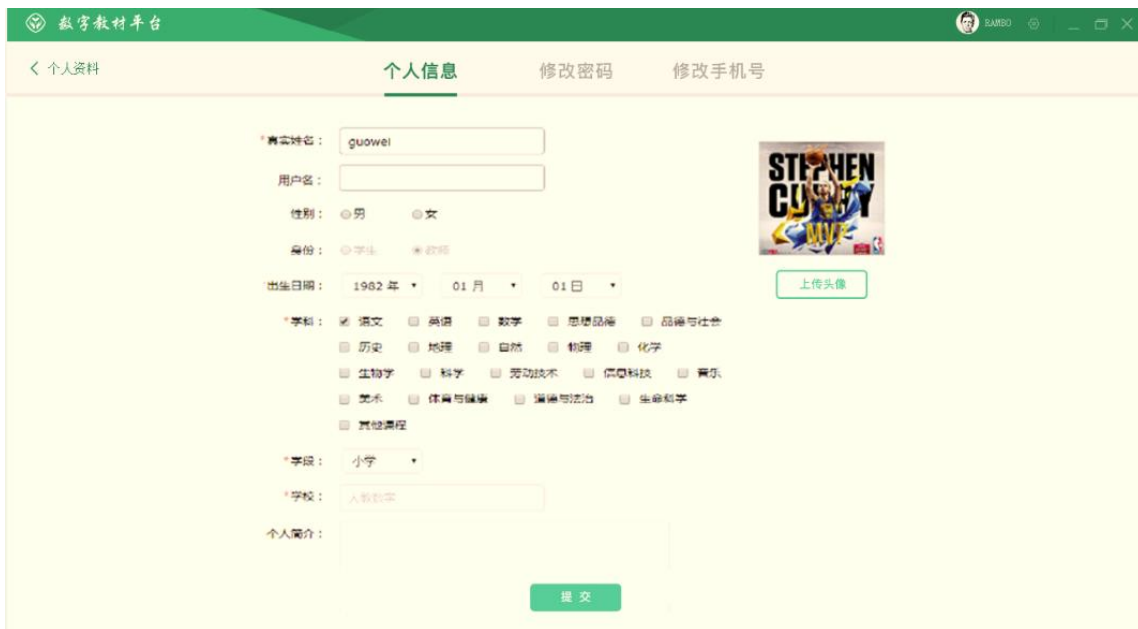 数字教材平台 RAMBO
个人资料 个人信息 修改密码 修改手机号
*真实姓名： guowei
用户名：
性别： 男 女
身份： 学生 教师
*出生日期： 1982 年 01 月 01 日
*学科： 语文 英语 数学 思想品德 品德与社会
历史 地理 自然 物理 化学
生物学 科学 劳动技术 信息科技 音乐
美术 体育与健康 道德与法治 生命科学
其他课程
*学段： 小学
*学校： 人教数字
个人简介：
提 交
STEPHEN
CURRY
MVP
上传头像